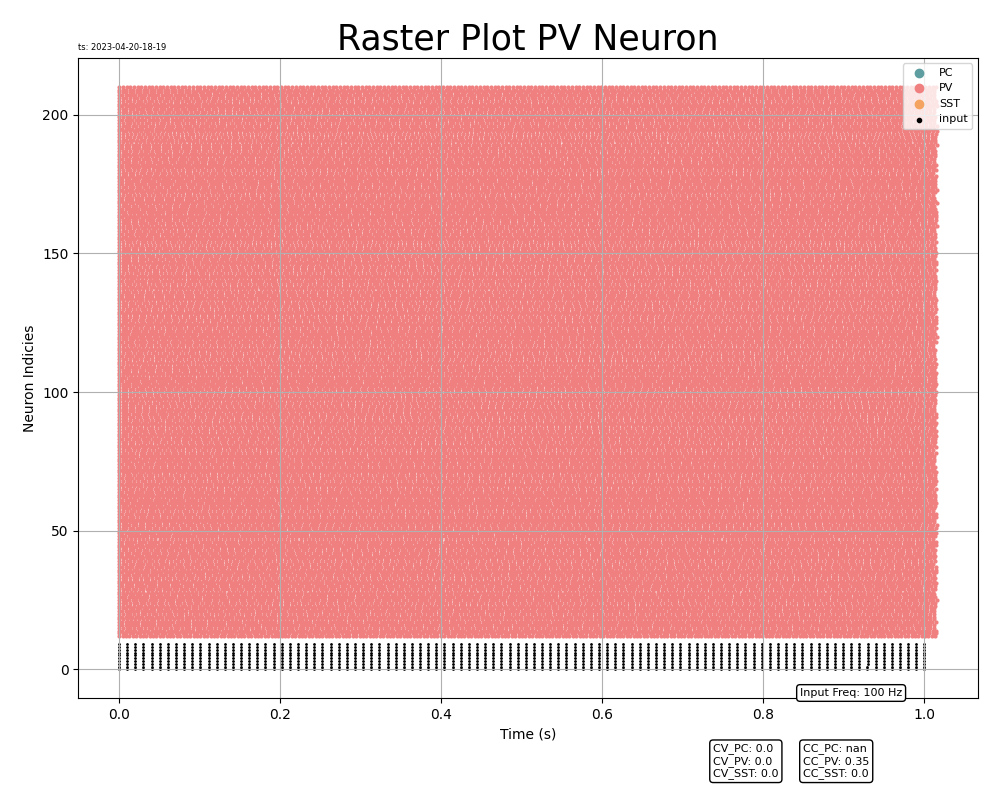 Raster Plot PV Neuron
ts: 2023-04-20-18-19
PC
PV
SST
input
200
150
100
50
0
Neuron Indicies
0.0 0.2 0.4 0.6 0.8 1.0
Time (s)
Input Freq: 100 Hz
CV_PC: 0.0
CV_PV: 0.0
CV_SST: 0.0
CC_PC: nan
CC_PV: 0.35
CC_SST: 0.0